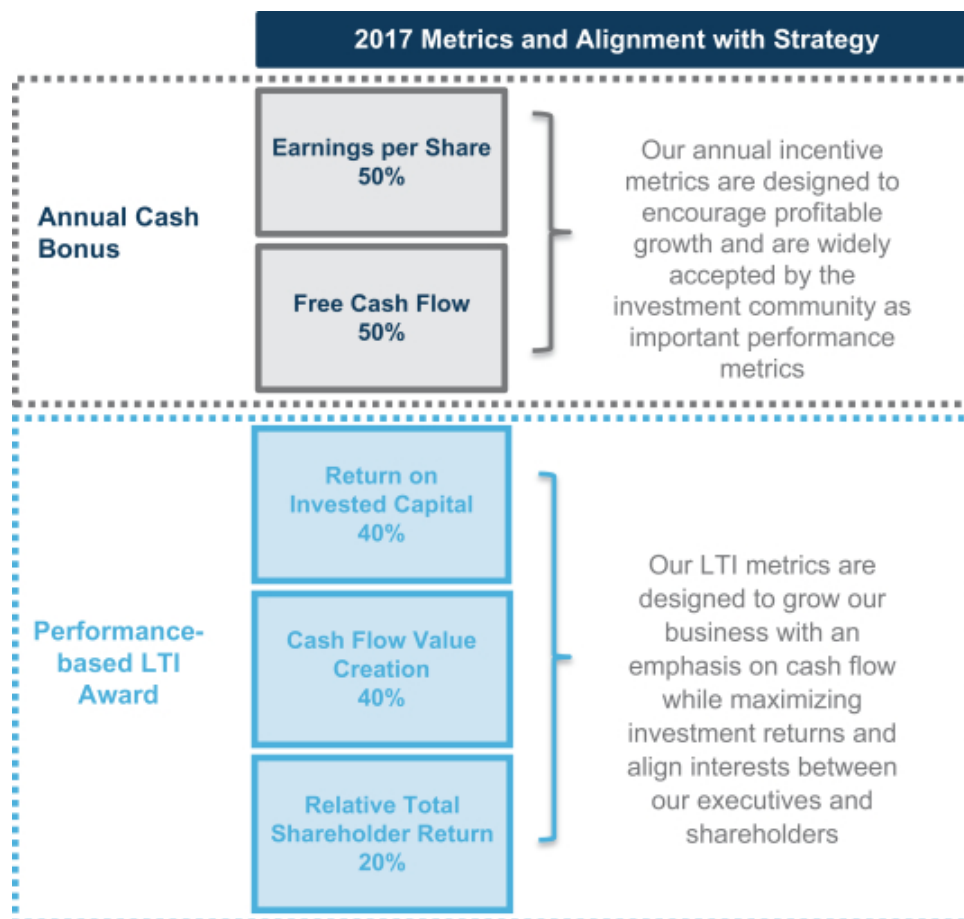 2017 Metrics and Alignment with Strategy
Annual Cash
Bonus
Earnings per Share
50%
Free Cash Flow
50%
Our annual incentive
metrics are designed to
encourage profitable
growth and are widely
accepted by the
investment community as
important performance
metrics
Performance-
based LTI
Award
Return on
Invested Capital
40%
Cash Flow Value
Creation
40%
Relative Total
Shareholder Return
20%
Our LTI metrics are
designed to grow our
business with an
emphasis on cash flow
while maximizing
investment returns and
align interests between
our executives and
shareholders